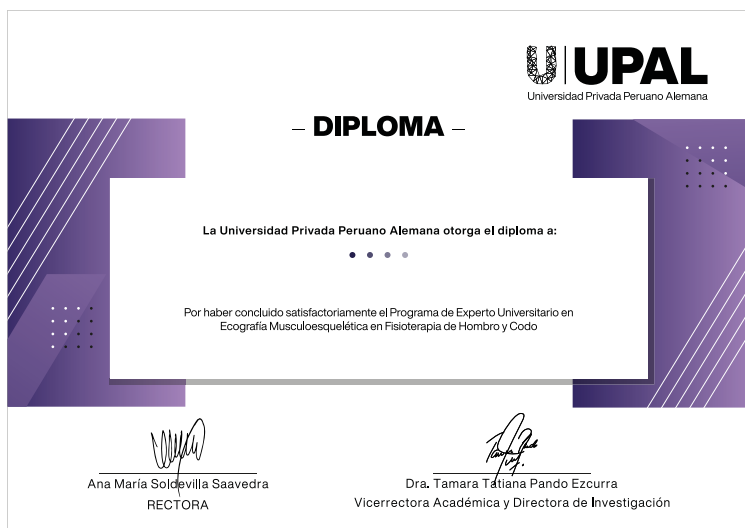 UPAL
Universidad Privada Peruano Alemana
– DIPLOMA –
La Universidad Privada Peruano Alemana otorga el diploma a:
Por haber concluido satisfactoriamente el Programa de Experto Universitario en
Ecografía Musculoesquelética en Fisioterapia de Hombro y Codo
Ana María Soldevilla Saavedra
RECTORA
Dra. Tamara Tatiana Pando Ezcurra
Vicerrectora Académica y Directora de Investigación